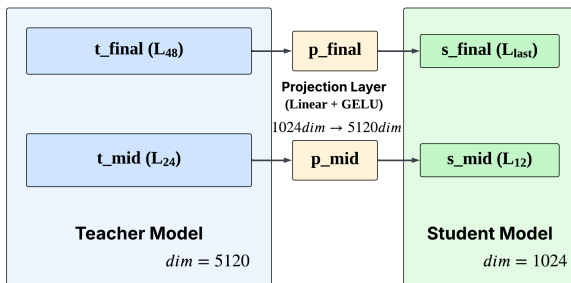 t_final (L₄₈)
p_final
s_final (Lₗₐₛₜ)
Projection Layer
(Linear + GELU)
1024dim → 5120dim
t_mid (L₂₄)
p_mid
s_mid (L₁₂)
Teacher Model
dim = 5120
Student Model
dim = 1024